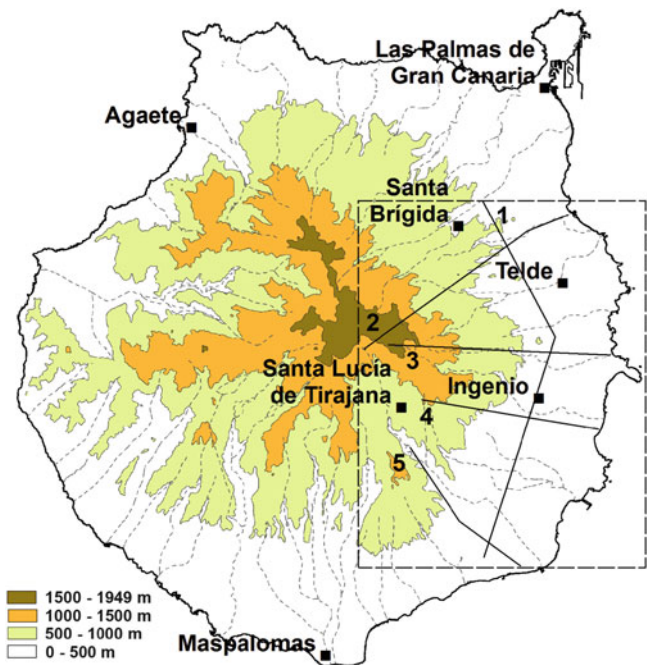 Las Palmas de
Gran Canaria
Agaete
Santa
Brígida
1
Telde
2
3
Santa Lucía
de Tirajana
Ingenio
4
5
1500 - 1949 m
1000 - 1500 m
500 - 1000 m
0 - 500 m
Maspalomas